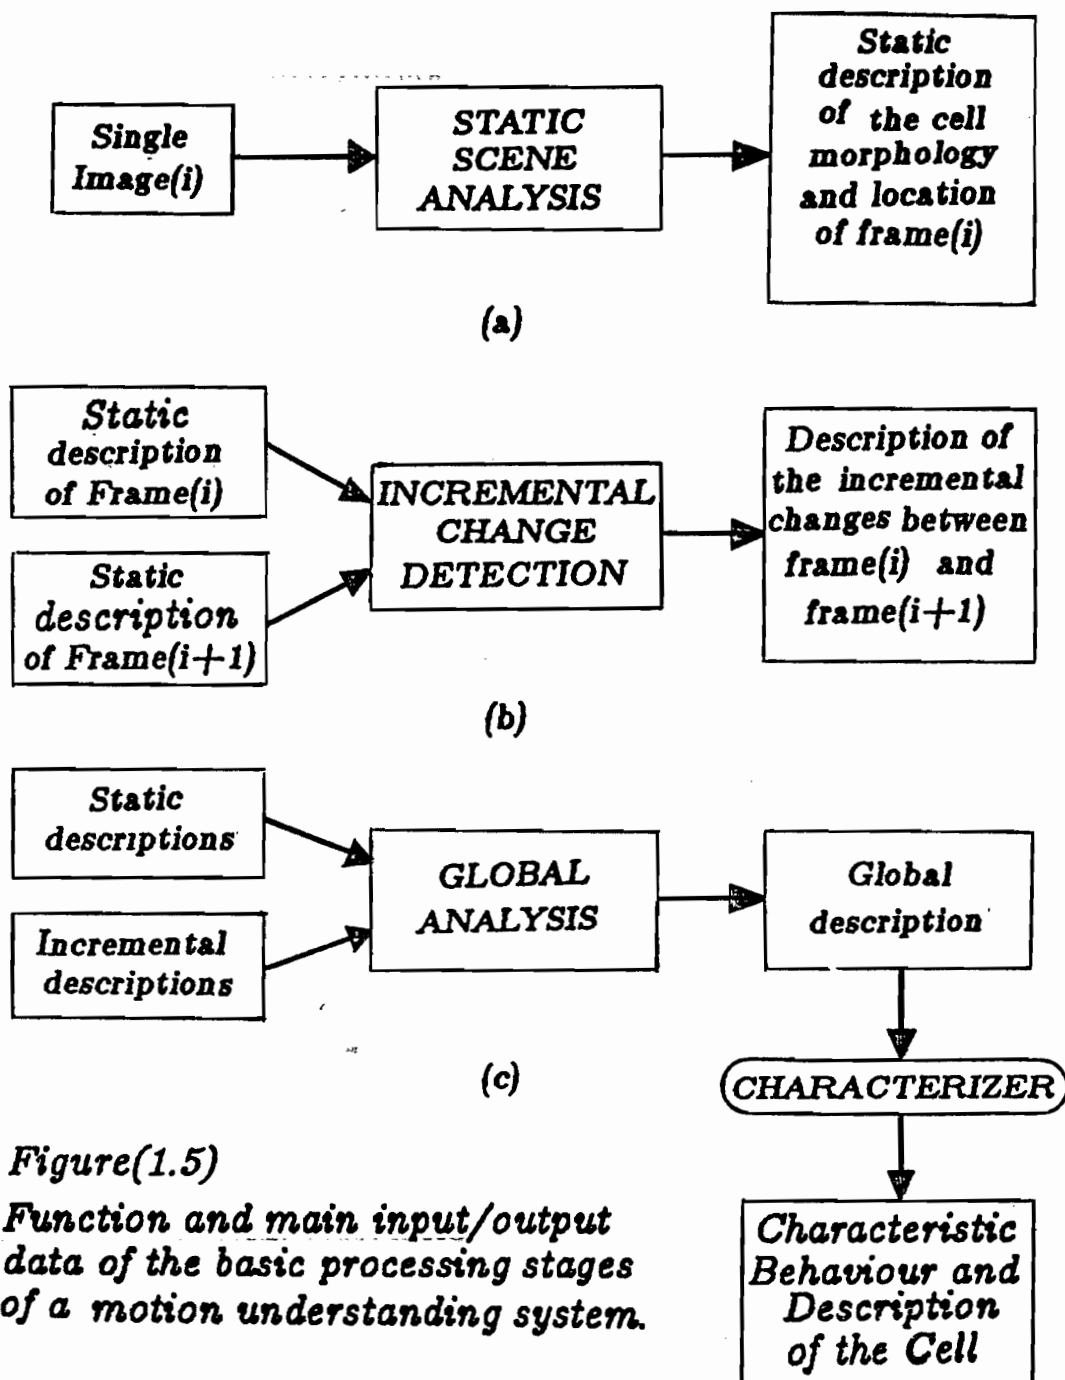 Single
Image(i)
STATIC
SCENE
ANALYSIS
Static
description
of the cell
morphology
and location
of frame(i)
(a)
Static
description
of Frame(i)
Static
description
of Frame(i+1)
INCREMENTAL
CHANGE
DETECTION
Description of
the incremental
changes between
frame(i) and
frame(i+1)
(b)
Static
descriptions
Incremental
descriptions
GLOBAL
ANALYSIS
Global
description
(c)
CHARACTERIZER
Characteristic
Behaviour and
Description
of the Cell
Figure(1.5)
Function and main input/output
data of the basic processing stages
of a motion understanding system.